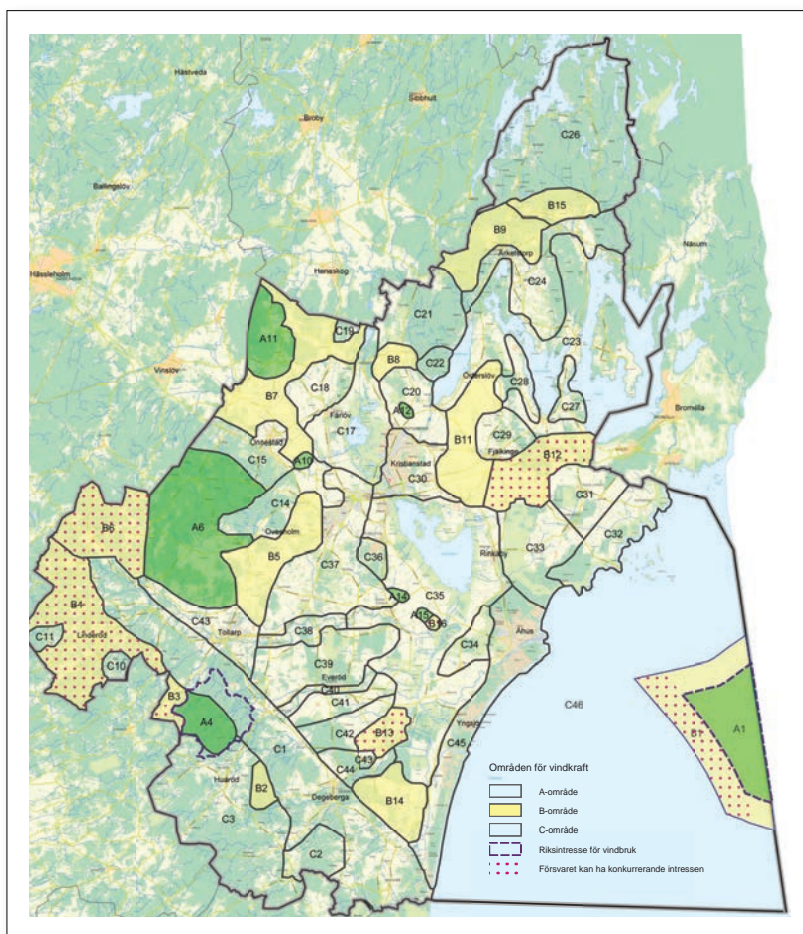 Hästveda
Sibbhult
Broby
C26
Ballingslöv
B15
B9
Näsum
Hässleholm
Arkelstorp
Hanaskog
C24
C21
C19
A11
C23
B8
C22
Vinslöv
Österslöv
C28
C18
C20
C27
Bromölla
B7
A12
Färlöv
B11
C29
C17
Önnestad
Fjälkinge
Kristianstad
B12
C15
A10
C30
C31
C14
B6
A6
Ovesholm
C32
B5
C36
C33
Rinkaby
C37
B4
A14
C35
C43
A15
B16
Linderöd
Tollarp
C38
Åhus
C11
C34
C10
C39
Everöd
C40
B3
C41
A4
C46
A1
C42
B13
Yngsjö
B1
C1
C43
C45
C44
Huaröd
B2
Degeberga
B14
C3
C2
Områden för vindkraft
A-område
B-område
C-område
Riksintresse för vindbruk
Försvaret kan ha konkurrerande intressen